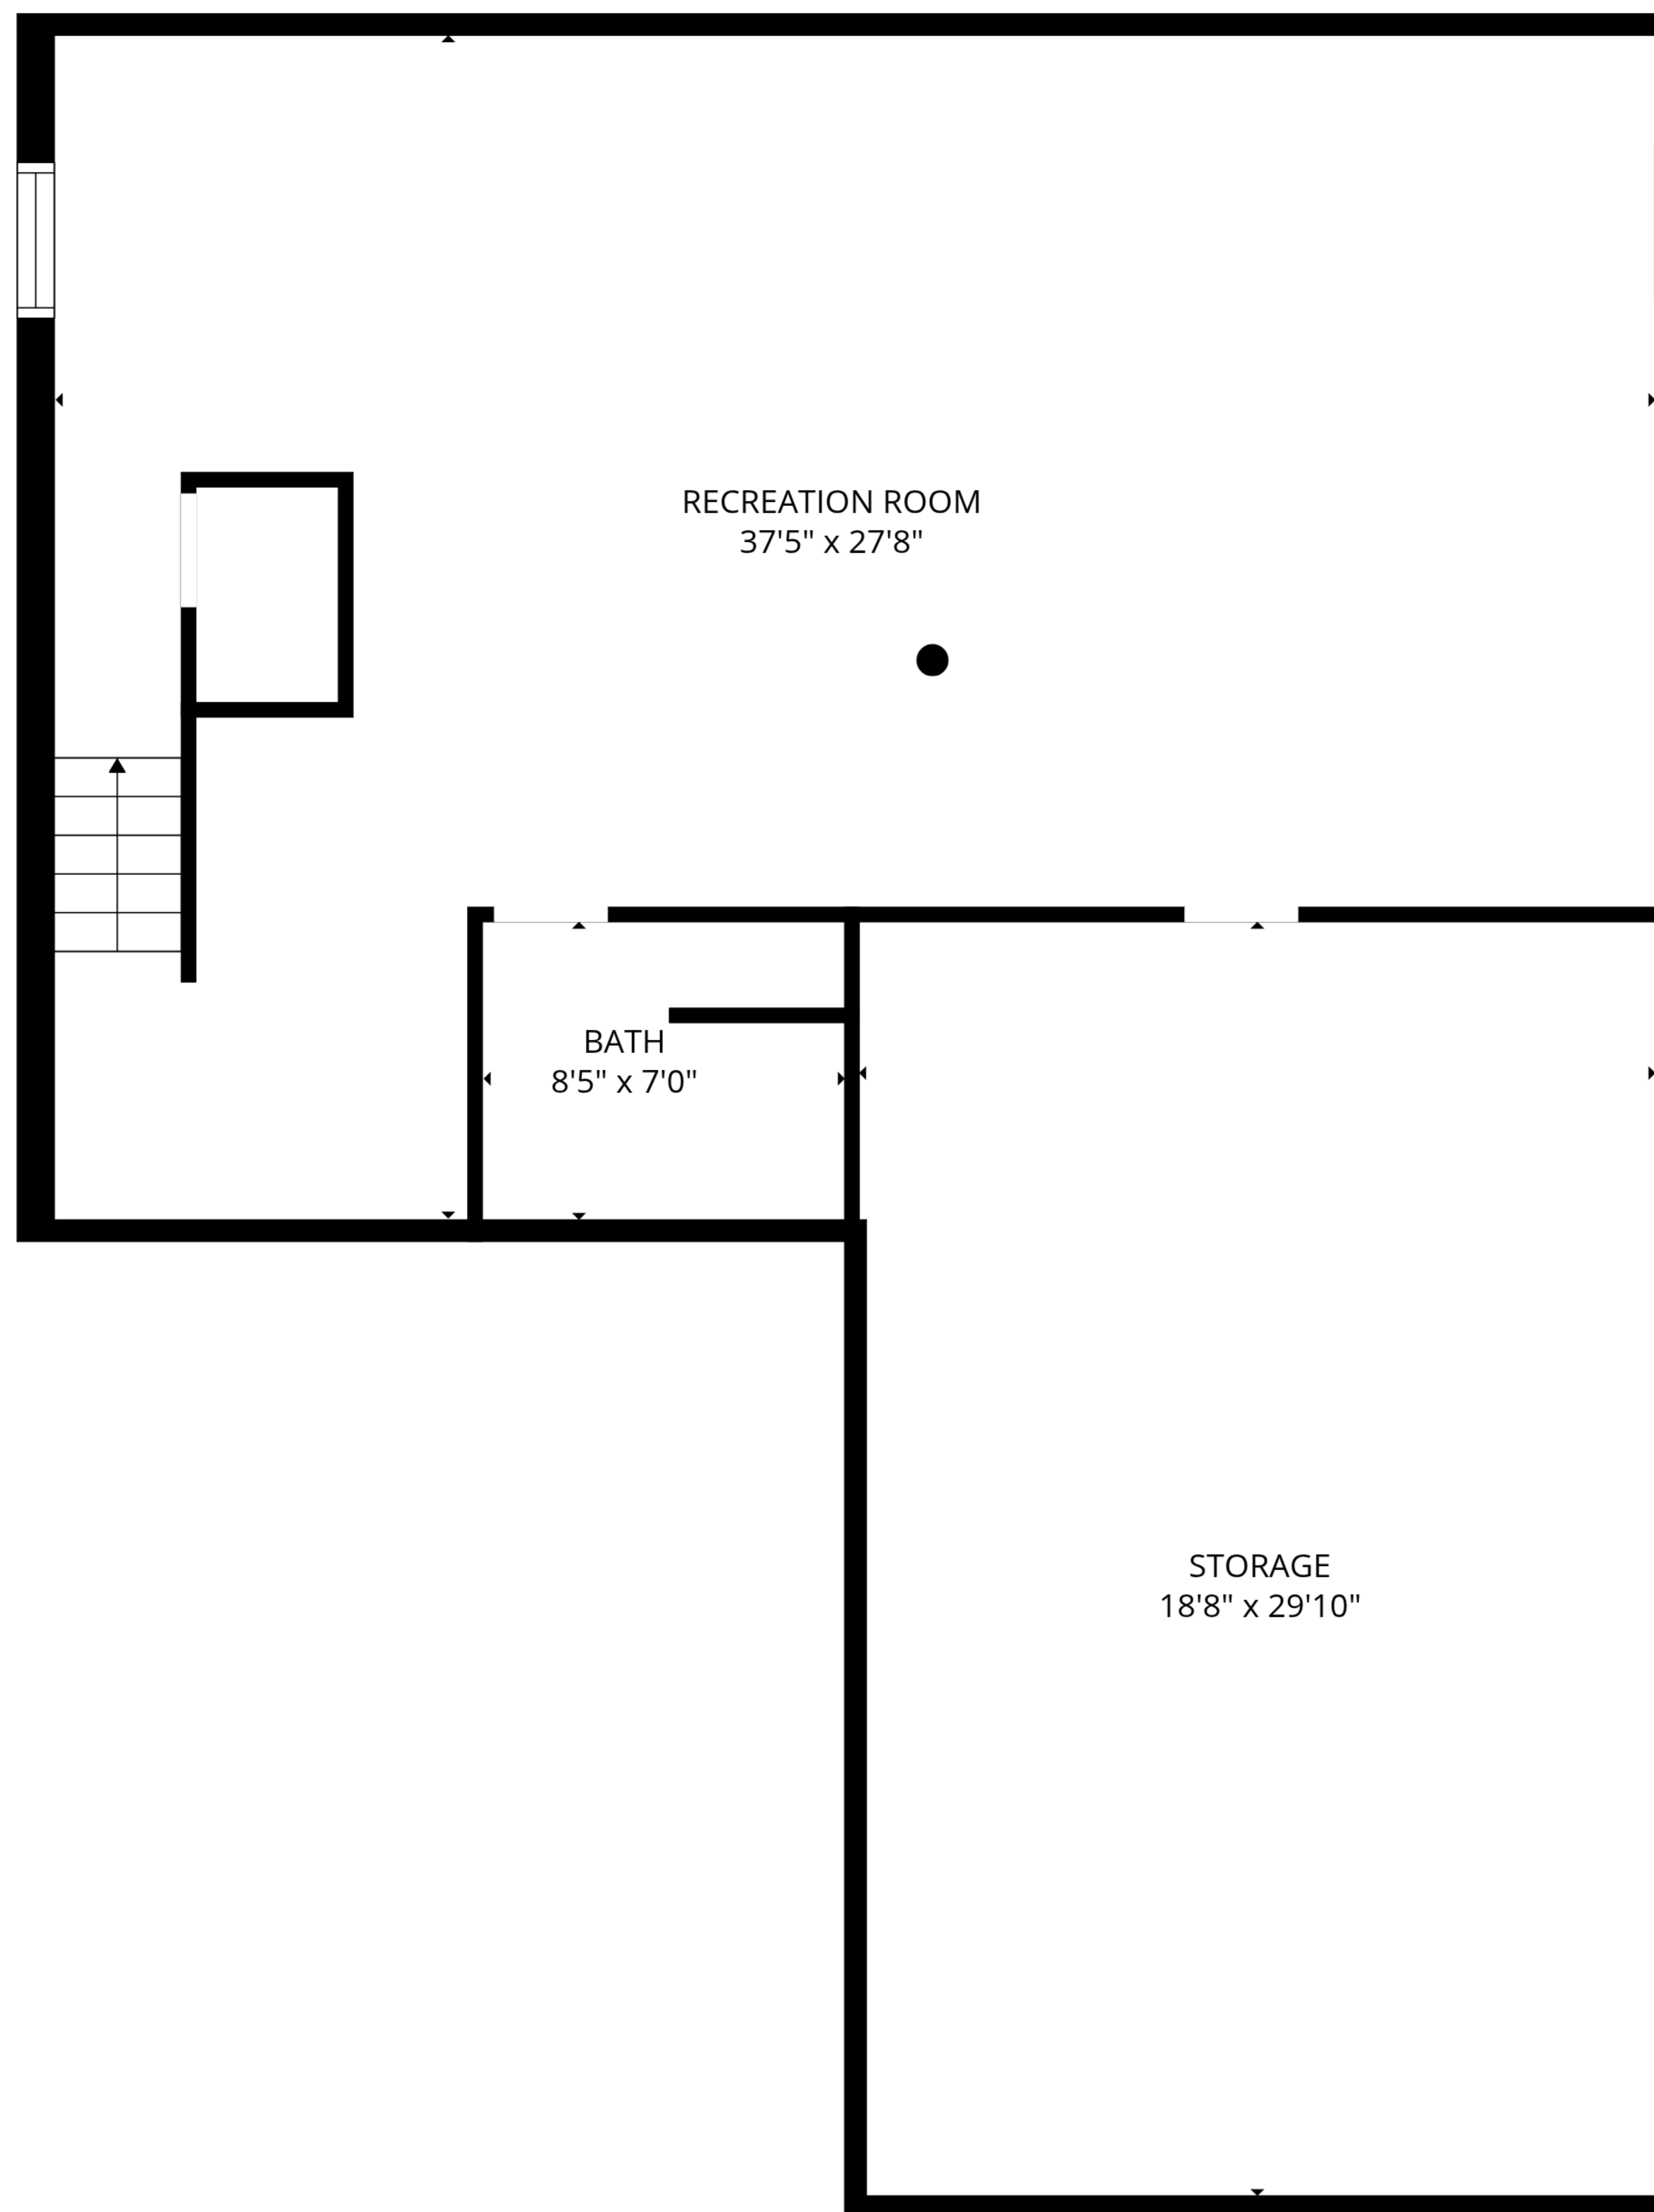 RECREATION ROOM
37'5" x 27'8"
BATH
8'5" x 7'0"
STORAGE
18'8" x 29'10"